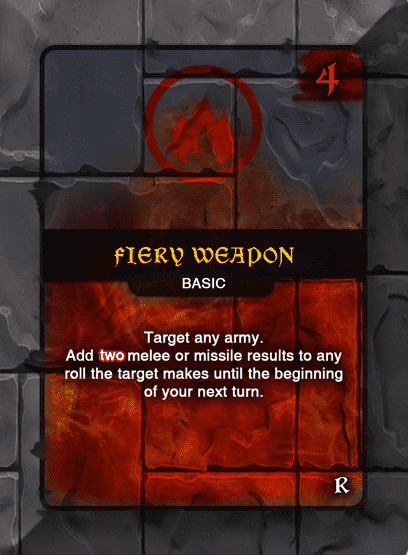 4
FIERY WEAPON
BASIC
Target any army.
Add two melee or missile results to any
roll the target makes until the beginning
of your next turn.
R